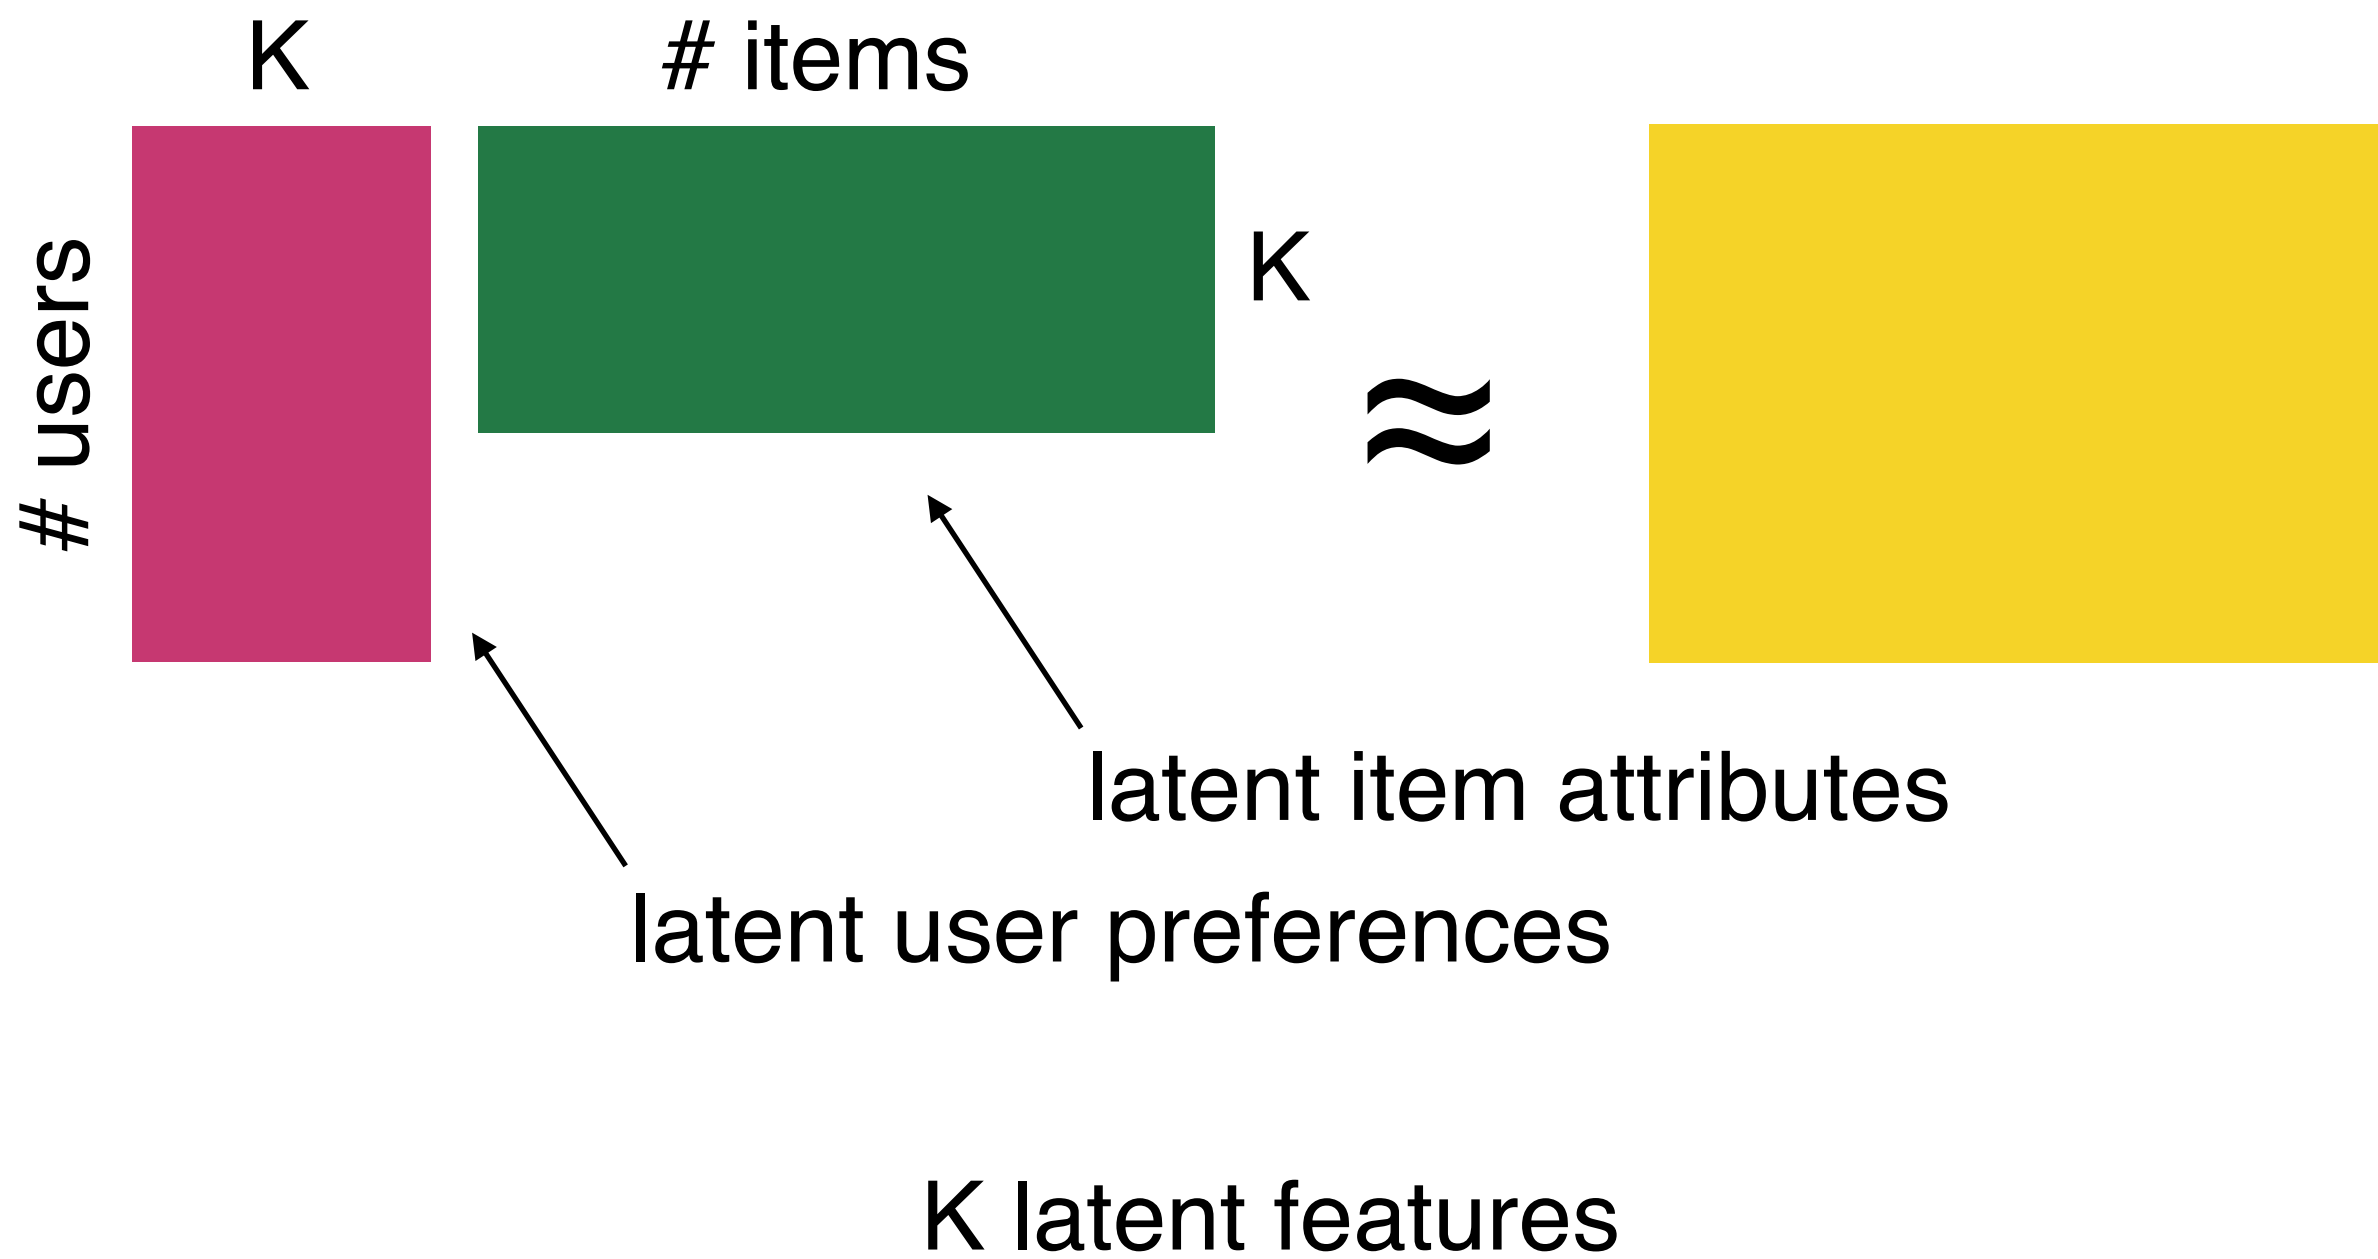 K
# items
# users
K
≈
latent item attributes
latent user preferences
K latent features